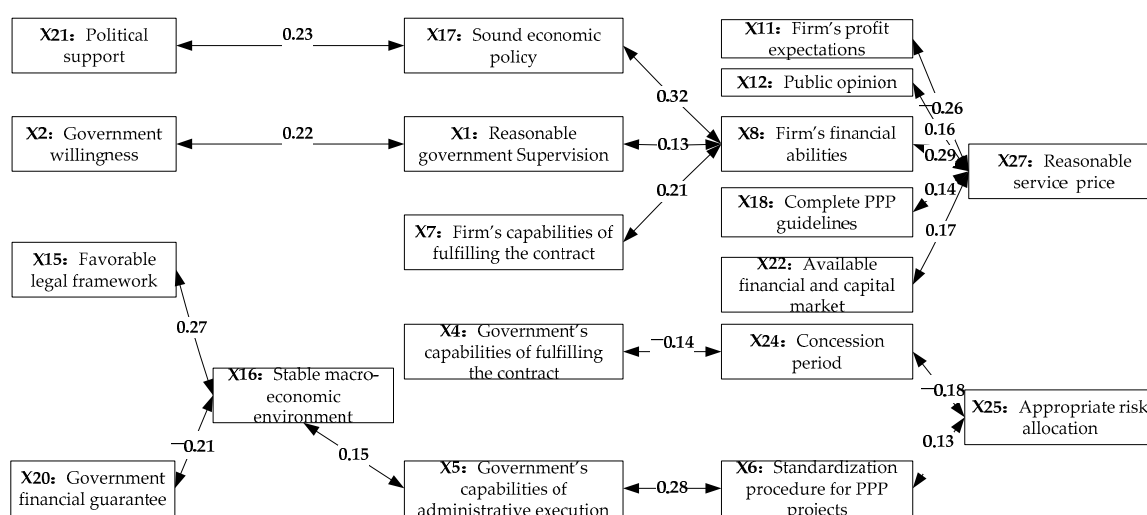 X21: Political
support
0.23
X17: Sound economic
policy
X11: Firm's profit
expectations
X12: Public opinion
0.32
−0.26
X2: Government
willingness
0.22
X1: Reasonable
government Supervision
0.13
X8: Firm's financial
abilities
0.16
0.29
X27: Reasonable
service price
X7: Firm's capabilities of
fulfilling the contract
0.21
X18: Complete PPP
guidelines
0.14
0.17
X15: Favorable
legal framework
X22: Available
financial and capital
market
0.27
X4: Government's
capabilities of fulfilling
the contract
−0.14
X24: Concession
period
X16: Stable macro-
economic
environment
−0.18
X25: Appropriate risk
allocation
−0.21
0.15
0.13
X20: Government
financial guarantee
X5: Government's
capabilities of
administrative execution
0.28
X6: Standardization
procedure for PPP
projects